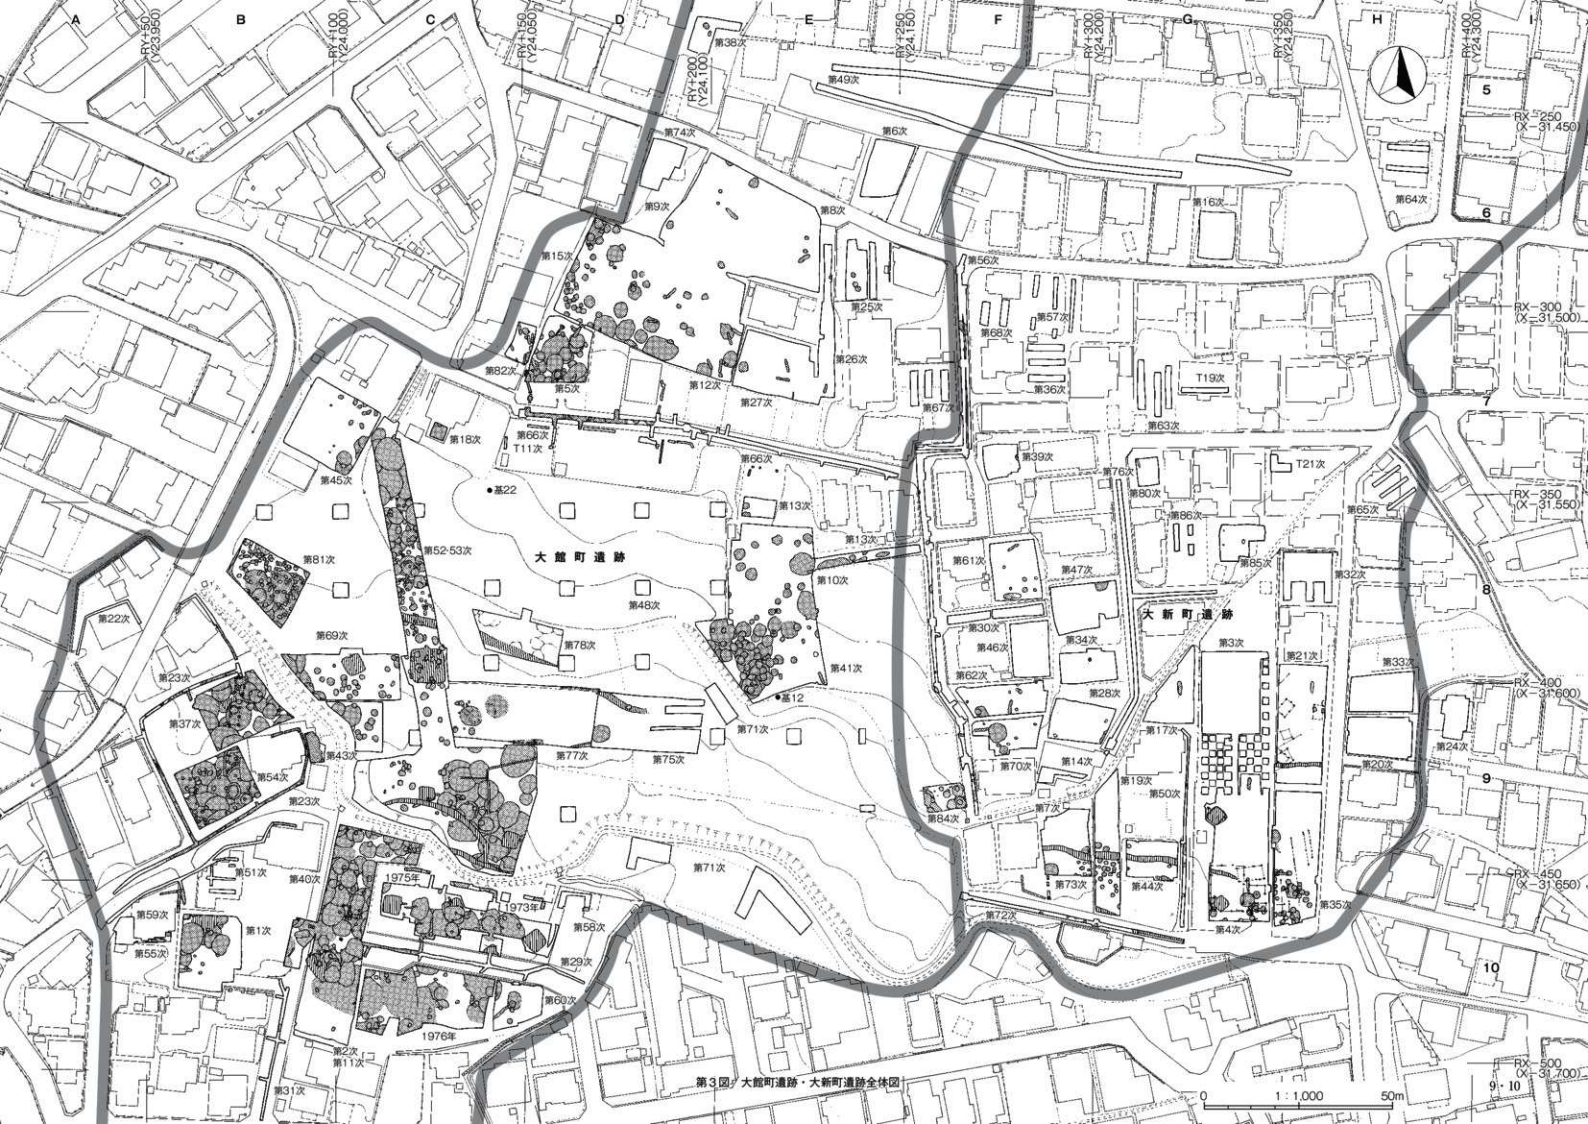 A
B
C
D
E
F
G
H
I
RY+50
(Y23.950)
RY+100
(Y24.000)
RY+150
(Y24.050)
RY+200
(Y24.100)
RY+250
(Y24.150)
RY+300
(Y24.200)
RY+350
(Y24.250)
RY+400
(Y24.300)
5
RX-250
(X-31.450)
第38次
第49次
第6次
第74次
第64次
6
第9次
第8次
第16次
第15次
第56次
第25次
第68次
第57次
RX-300
(X-31.500)
第82次
第5次
第12次
第27次
第26次
第67次
第36次
T19次
第63次
7
第18次
第66次
T11次
第66次
第39次
第76次
T21次
第45次
基22
第13次
第80次
第86次
第65次
RX-350
(X-31.550)
第81次
第52・53次
大館町遺跡
第13次
第10次
第61次
第47次
第85次
第32次
8
第22次
第48次
大新町遺跡
第69次
第78次
第30次
第46次
第34次
第3次
第21次
第23次
第41次
第62次
第28次
第33次
RX-400
(X-31.600)
第37次
基12
第43次
第77次
第75次
第71次
第17次
第24次
第54次
第70次
第14次
第19次
第20次
9
第23次
第84次
第7次
第50次
第51次
第40次
1975年
第71次
第73次
第44次
RX-450
(X-31.650)
第59次
第1次
1973年
第58次
第72次
第4次
第35次
第55次
第29次
10
第60次
1976年
第2次
第11次
第31次
RX-500
(X-31.700)
第3図 大館町遺跡・大新町遺跡全体図
9・10
0 1:1,000 50m